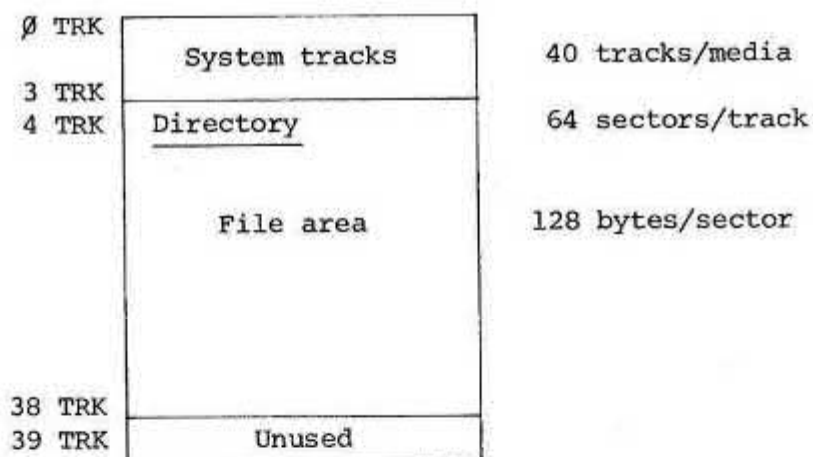 Ø TRK
System tracks
40 tracks/media
3 TRK
4 TRK
Directory
64 sectors/track
File area
128 bytes/sector
38 TRK
39 TRK
Unused